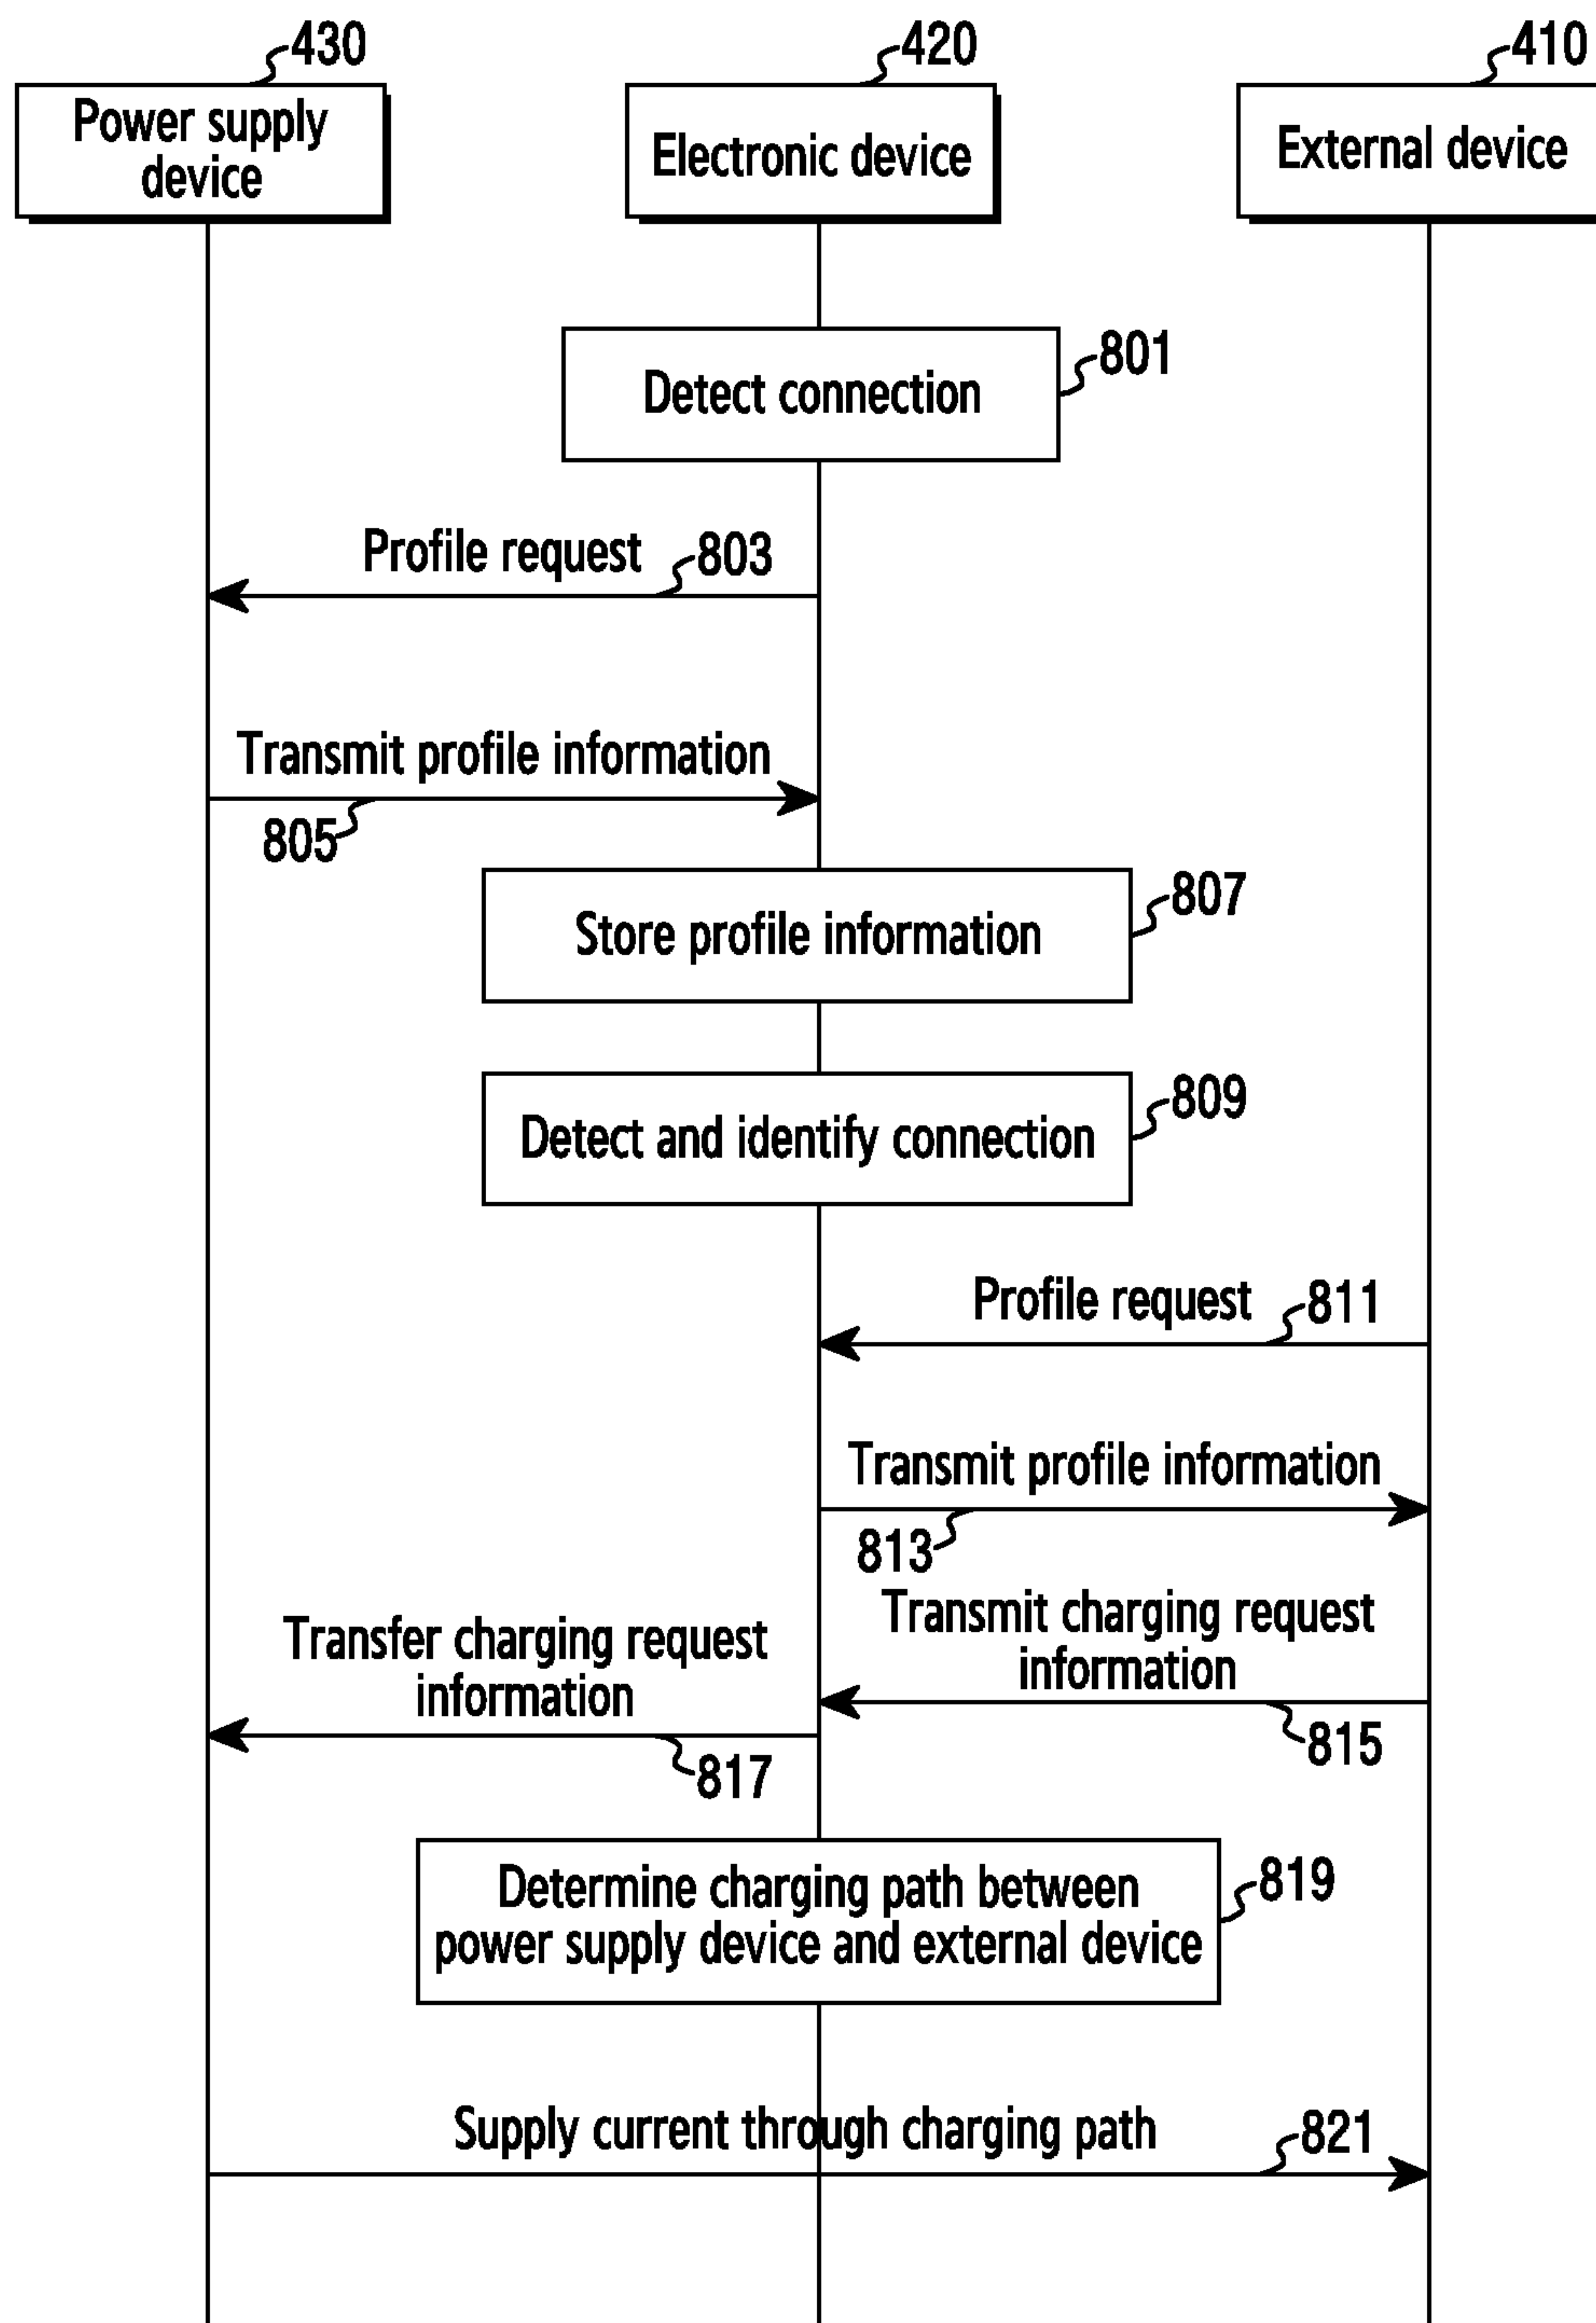 430
420
410
Power supply
device
Electronic device
External device
Detect connection
801
Profile request
803
Transmit profile information
805
Store profile information
807
Detect and identify connection
809
Profile request
811
Transmit profile information
813
Transmit charging request
information
815
Transfer charging request
information
817
Determine charging path between
power supply device and external device
819
Supply current through charging path
821